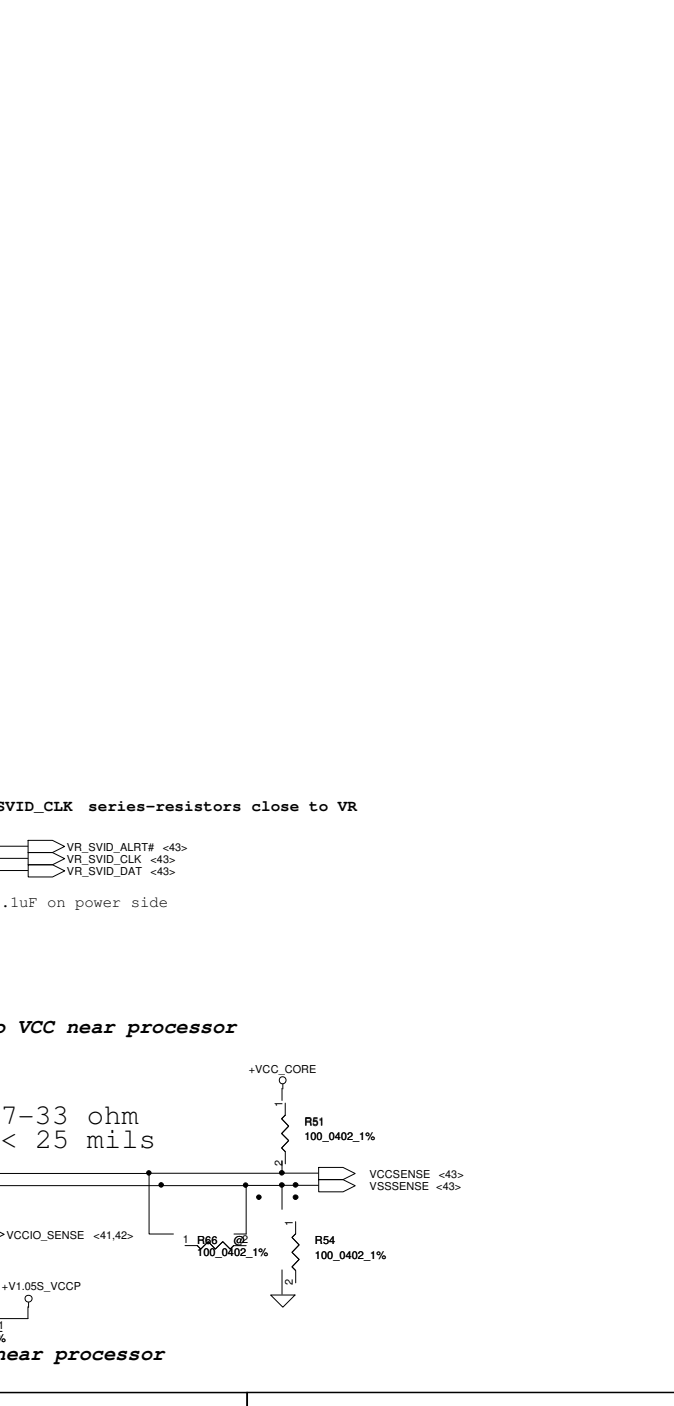 SVID_CLK series-resistors close to VR
VR_SVID_ALRT# <43>
VR_SVID_CLK <43>
VR_SVID_DAT <43>
.1uF on power side
VCC near processor
+VCC_CORE
1
R51
100_0402_1%
2
7-33 ohm
< 25 mils
VCCSENSE <43>
VSSSENSE <43>
VCCIO_SENSE <41,42>
1 R66 @ 2
100_0402_1%
1
R54
100_0402_1%
2
+V1.05S_VCCP
1
%
near processor